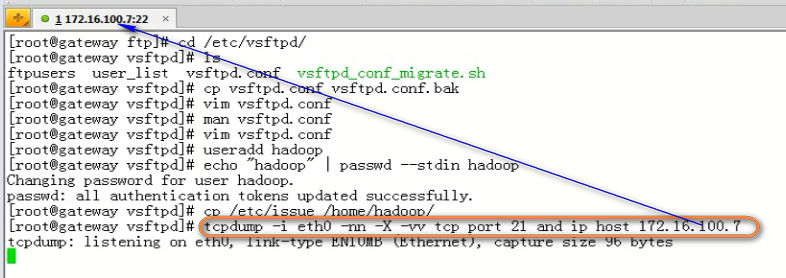 1 172.16.100.7:22 ×
[root@gateway ftp]# cd /etc/vsftpd/
[root@gateway vsftpd]# ls
ftpusers user_list vsftpd.conf vsftpd_conf_migrate.sh
[root@gateway vsftpd]# cp vsftpd.conf vsftpd.conf.bak
[root@gateway vsftpd]# vim vsftpd.conf
[root@gateway vsftpd]# man vsftpd.conf
[root@gateway vsftpd]# vim vsftpd.conf
[root@gateway vsftpd]# useradd hadoop
[root@gateway vsftpd]# echo "hadoop" | passwd --stdin hadoop
Changing password for user hadoop.
passwd: all authentication tokens updated successfully.
[root@gateway vsftpd]# cp /etc/issue /home/hadoop/
[root@gateway vsftpd]# tcpdump -i eth0 -nn -X -vv tcp port 21 and ip host 172.16.100.7
tcpdump: listening on eth0, link-type EN10MB (Ethernet), capture size 96 bytes